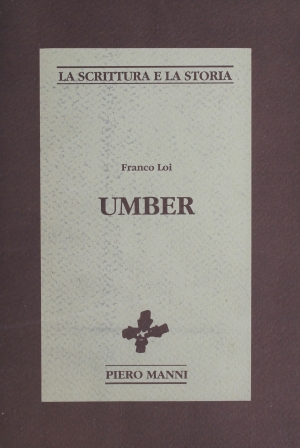 LA SCRITTURA E LA STORIA
Franco Loi
UMBER
PIERO MANNI